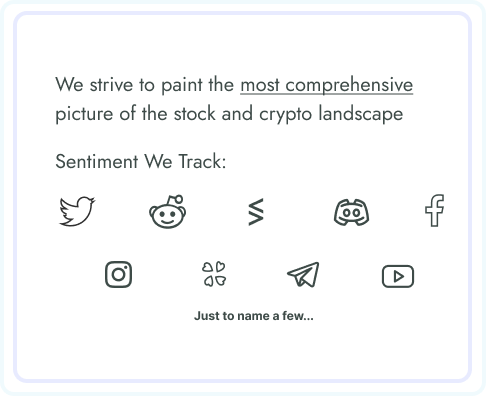 We strive to paint the most comprehensive
picture of the stock and crypto landscape
Sentiment We Track:
Just to name a few...